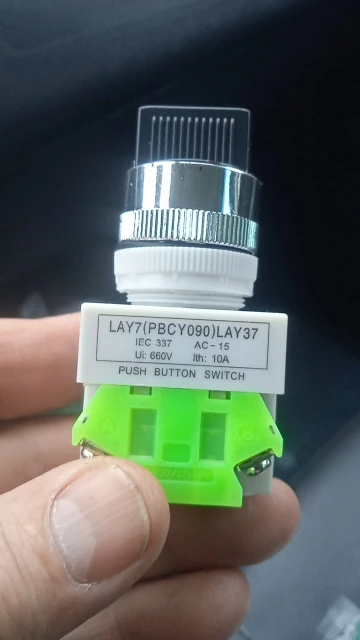 LAY7(PBCY090)LAY37
IEC 337 AC-15
Ui: 660V Ith: 10A
PUSH BUTTON SWITCH